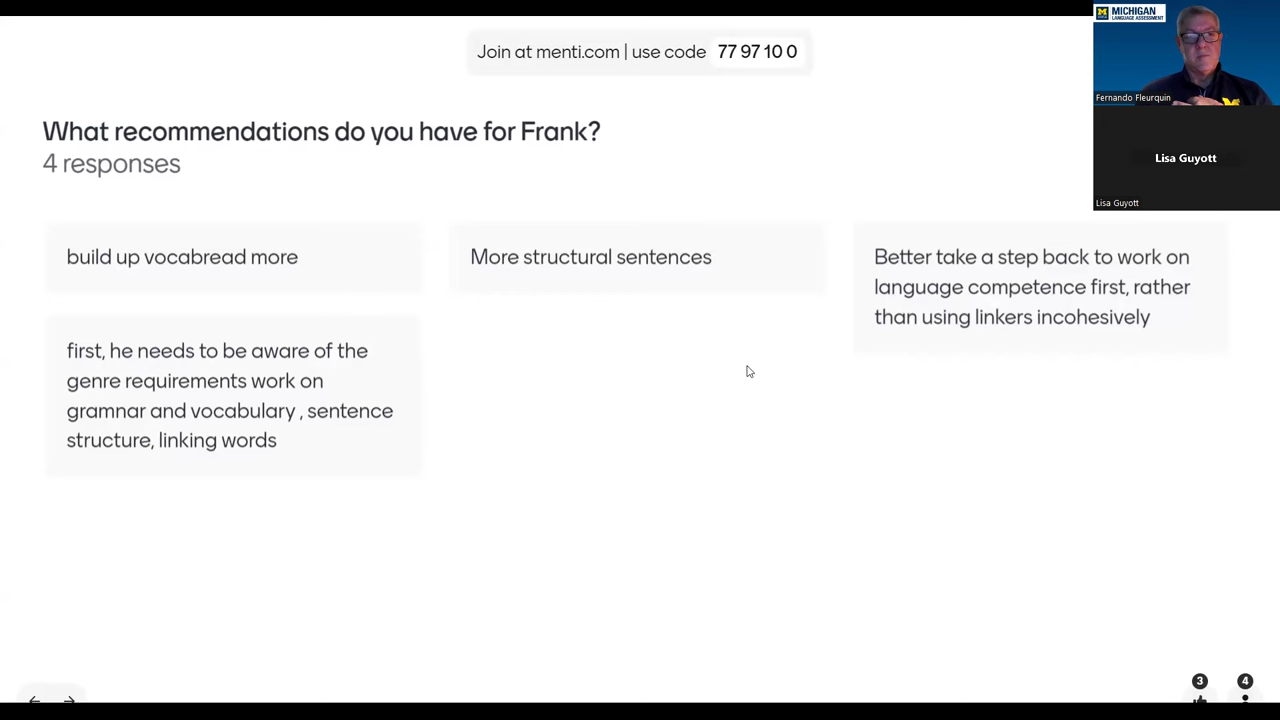 Join at menti.com | use code 77 97 10 0
What recommendations do you have for Frank?
4 responses
build up vocabread more
More structural sentences
Better take a step back to work on
language competence first, rather
than using linkers incohesively
first, he needs to be aware of the
genre requirements work on
gramnar and vocabulary , sentence
structure, linking words
MICHIGAN
LANGUAGE ASSESSMENT
Fernando Fleurquin
Lisa Guyott
Lisa Guyott
3
4